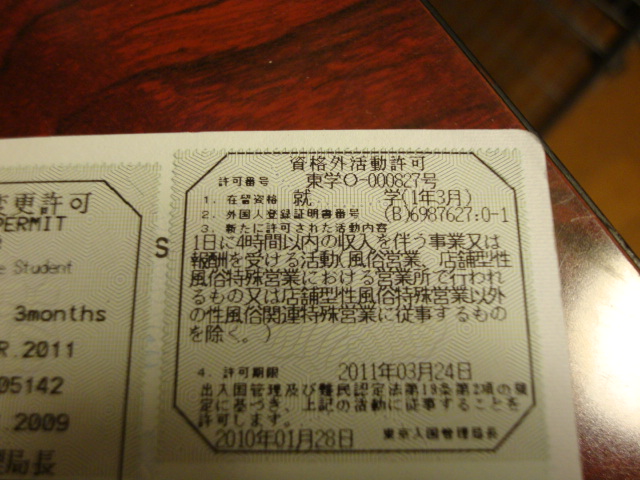 変更許可
PERMIT
e Student
3months
R.2011
05142
2009
理局長
S
資格外活動許可
許可番号 東学O-000827号
1. 在留資格 就 学(1年3月)
2. 外国人登録証明書番号 (B)6987627:0-1
3. 新たに許可された活動内容
1日に4時間以内の収入を伴う事業又は
報酬を受ける活動(風俗営業、店舗型性
風俗特殊営業における営業所で行われ
るもの又は店舗型性風俗特殊営業以外
の性風俗関連特殊営業に従事するもの
を除く。)
4. 許可期限 2011年03月24日
出入国管理及び難民認定法第19条第2項の規
定に基づき、上記の活動に従事することを
許可します。
2010年01月28日 東京入国管理局長